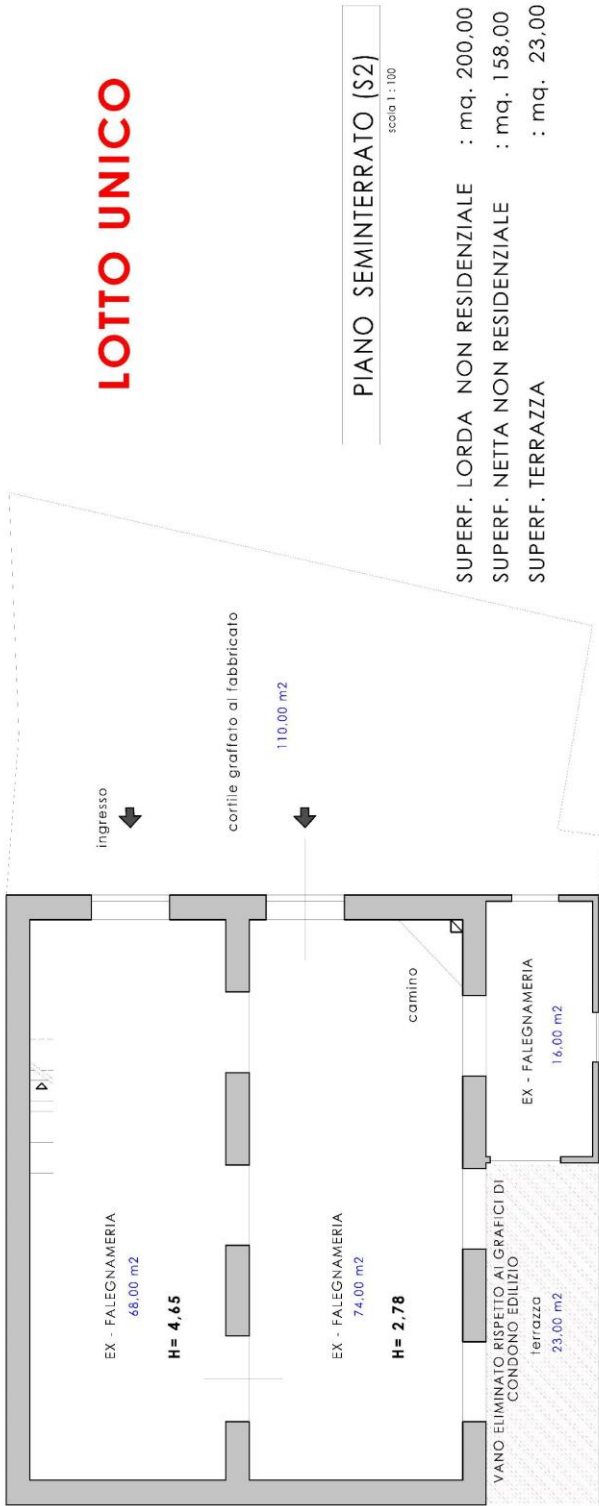 LOTTO UNICO
PIANO SEMINTERRATO (S2)
scala 1 : 100
SUPERF. LORDA NON RESIDENZIALE : mq. 200,00
SUPERF. NETTA NON RESIDENZIALE : mq. 158,00
SUPERF. TERRAZZA : mq. 23,00
ingresso
cortile graffato al fabbricato
110,00 m2
EX - FALEGNAMERIA
68,00 m2
H= 4,65
EX - FALEGNAMERIA
74,00 m2
H= 2,78
camino
EX - FALEGNAMERIA
16,00 m2
VANO ELIMINATO RISPETTO AI GRAFICI DI
CONDONO EDILIZIO
terrazza
23,00 m2